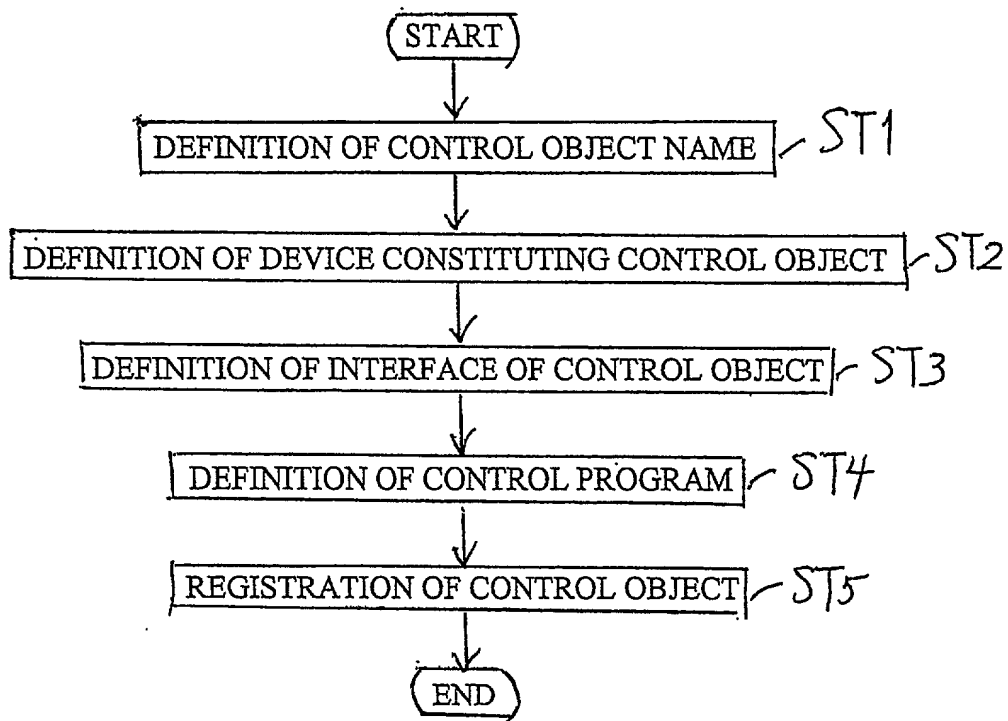 START
DEFINITION OF CONTROL OBJECT NAME ST1
DEFINITION OF DEVICE CONSTITUTING CONTROL OBJECT ST2
DEFINITION OF INTERFACE OF CONTROL OBJECT ST3
DEFINITION OF CONTROL PROGRAM ST4
REGISTRATION OF CONTROL OBJECT ST5
END